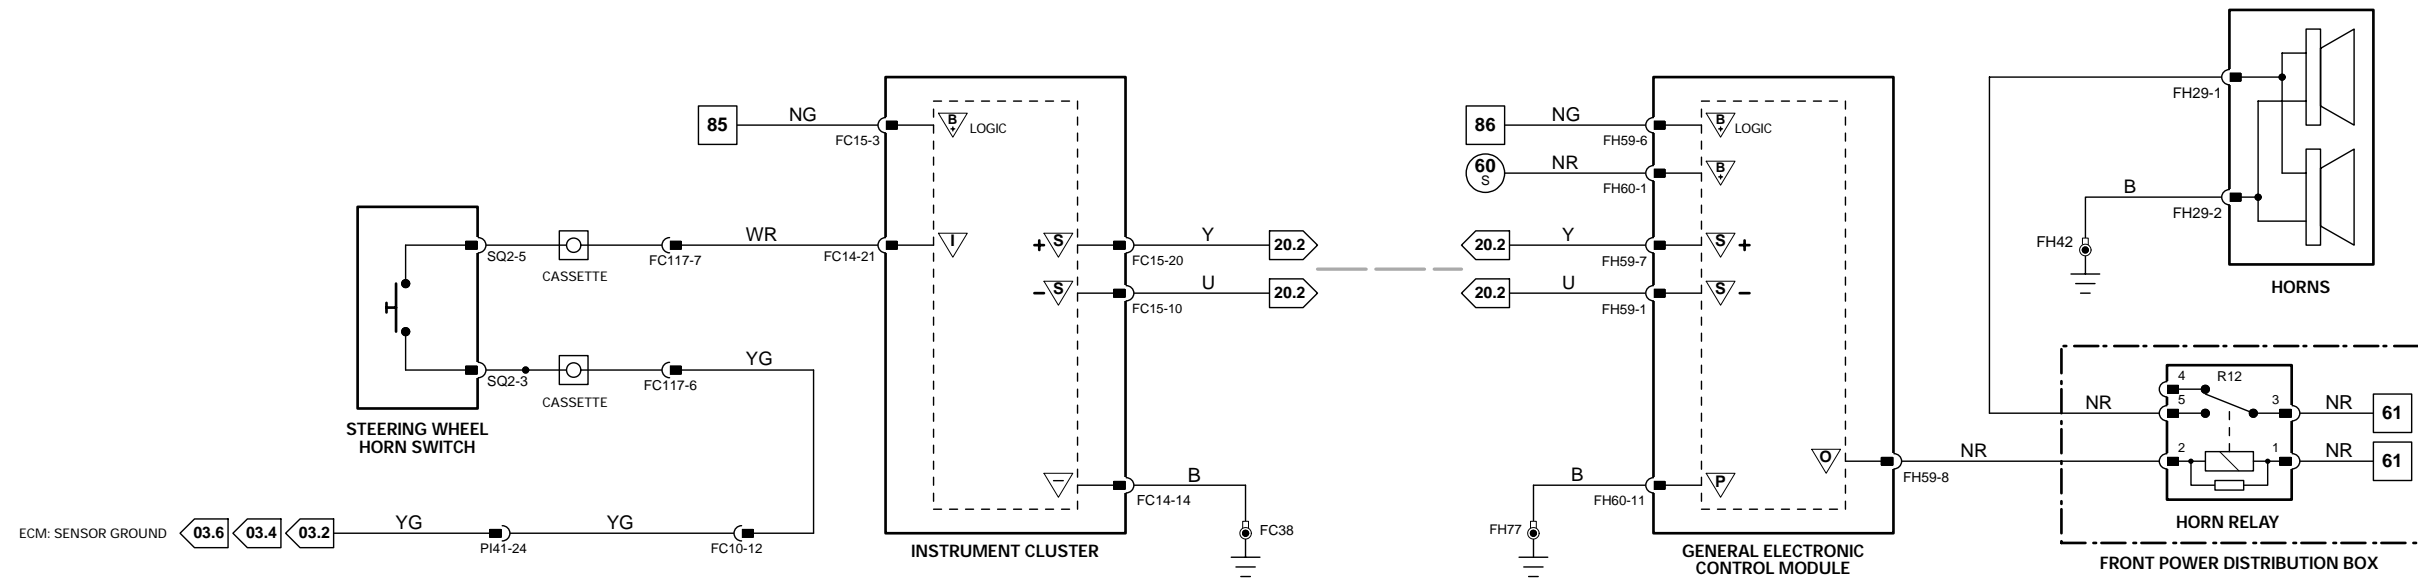 85
NG
FC15-3
B
+
LOGIC
SQ2-5
CASSETTE
FC117-7
WR
FC14-21
I
SQ2-3
CASSETTE
FC117-6
YG
STEERING WHEEL
HORN SWITCH
ECM: SENSOR GROUND
03.6
03.4
03.2
YG
PI41-24
YG
FC10-12
+
S
FC15-20
Y
20.2
–
S
FC15-10
U
20.2
–
FC14-14
B
FC38
INSTRUMENT CLUSTER
86
NG
FH59-6
B
+
LOGIC
60
S
NR
FH60-1
B
+
20.2
Y
FH59-7
S
+
20.2
U
FH59-1
S
–
B
FH60-11
P
FH77
O
FH59-8
NR
GENERAL ELECTRONIC
CONTROL MODULE
FH29-1
B
FH29-2
FH42
HORNS
NR
4
R12
5
3
NR
61
2
1
NR
61
HORN RELAY
FRONT POWER DISTRIBUTION BOX